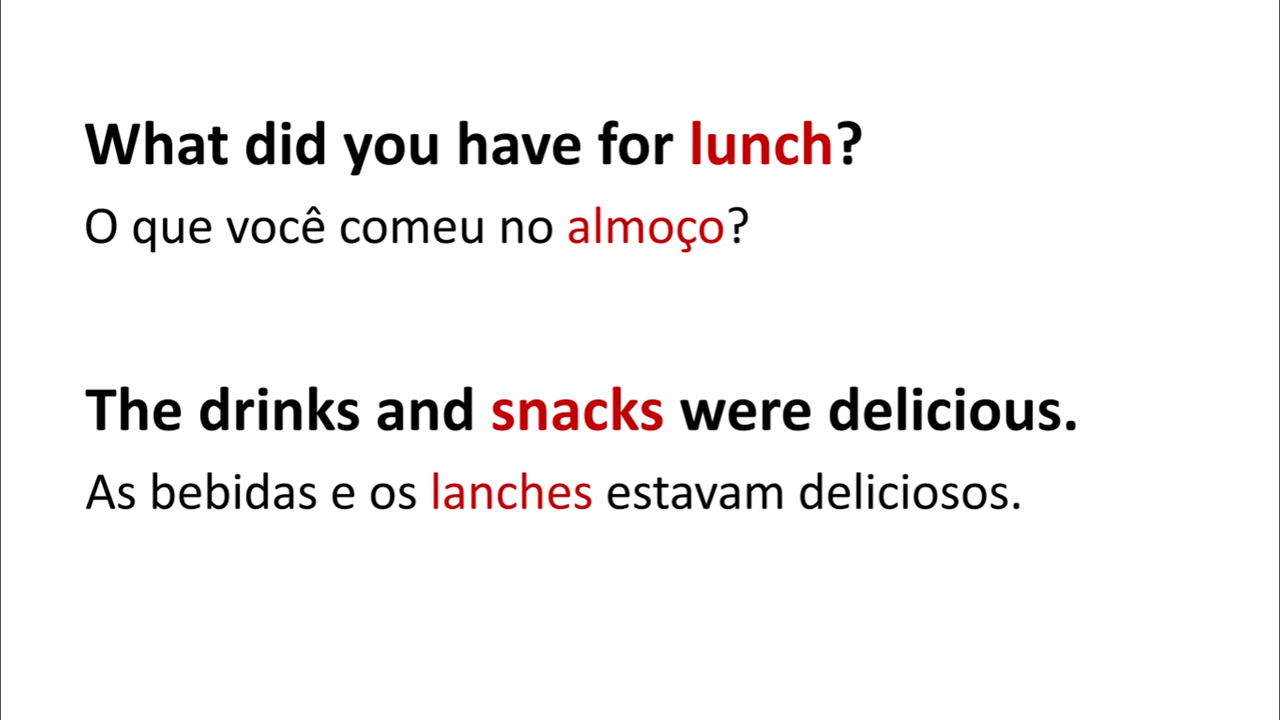 What did you have for lunch?
O que você comeu no almoço?
The drinks and snacks were delicious.
As bebidas e os lanches estavam deliciosos.